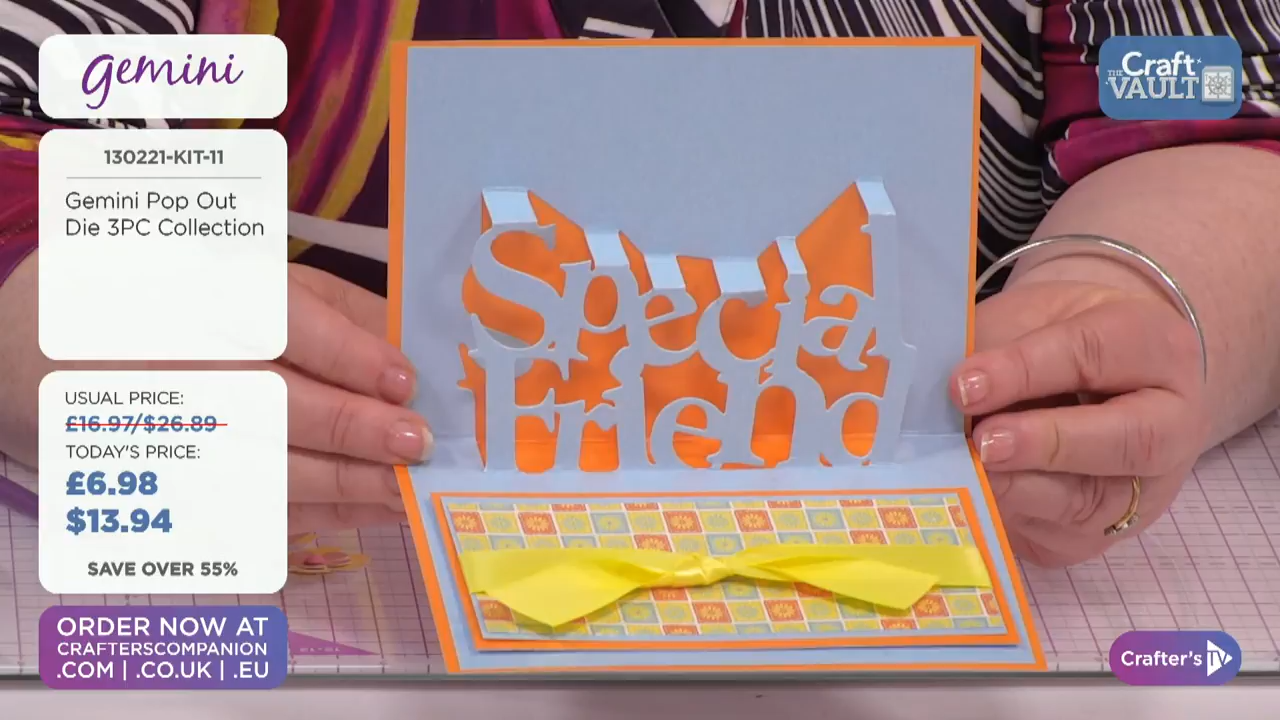 gemini
130221-KIT-11
Gemini Pop Out
Die 3PC Collection
USUAL PRICE:
£16.97/$26.89
TODAY'S PRICE:
£6.98
$13.94
SAVE OVER 55%
ORDER NOW AT
CRAFTERSCOMPANION
.COM | .CO.UK | .EU
Special
Friend
THE Craft
VAULT
Crafter's TV